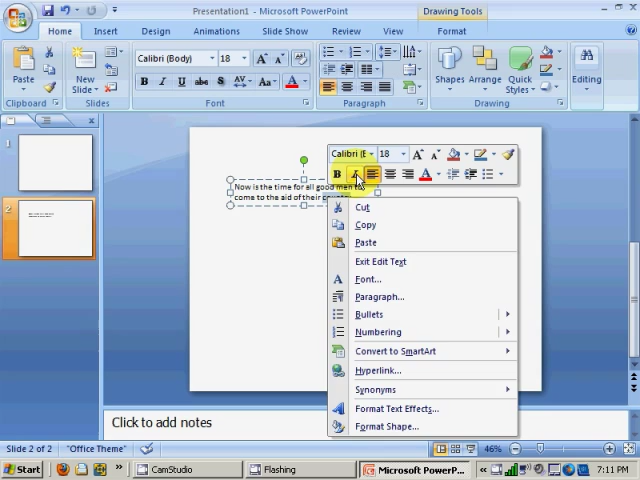 Presentation1 - Microsoft PowerPoint
Drawing Tools
Home
Insert
Design
Animations
Slide Show
Review
View
Format
Paste
New
Slide
Calibri (Body)
18
B I U abc S AV Aa A
Shapes
Arrange
Quick
Styles
Editing
Clipboard
Slides
Font
Paragraph
Drawing
1
2
Now is the time for all good men to
come to the aid of their
Calibri (E
18
B I A
Cut
Copy
Paste
Exit Edit Text
Font...
Paragraph...
Bullets
Numbering
Convert to SmartArt
Hyperlink...
Synonyms
Format Text Effects...
Format Shape...
Click to add notes
Slide 2 of 2
"Office Theme"
46%
Start
CamStudio
Flashing
Microsoft PowerP...
7:11 PM